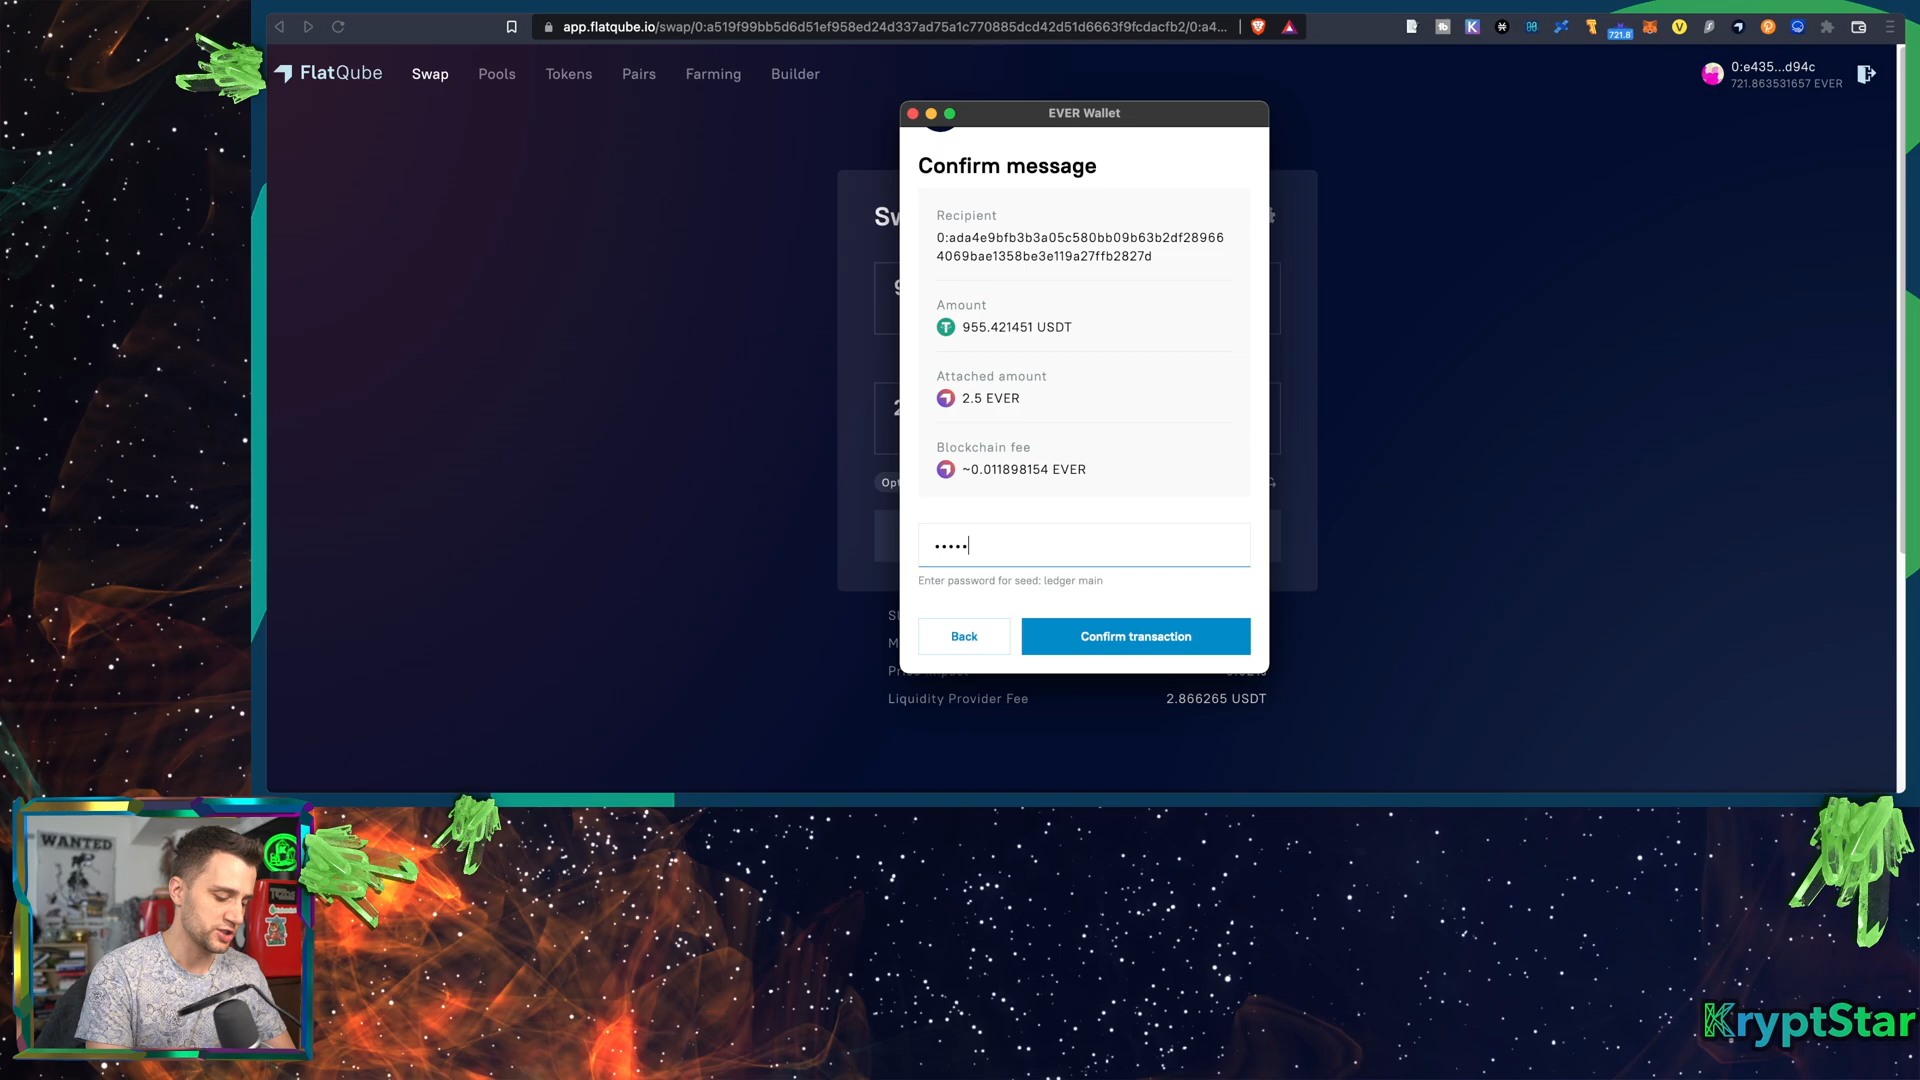 app.flatqube.io/swap/0:a519f99bb5d6d51ef958ed24d337ad75a1c770885dcd42d51d6663f9fcdacfb2/0:a4...
721.8
FlatQube
Swap
Pools
Tokens
Pairs
Farming
Builder
0:e435...d94c
721.863531657 EVER
EVER Wallet
Confirm message
Recipient
0:ada4e9bfb3b3a05c580bb09b63b2df28966
4069bae1358be3e119a27ffb2827d
Amount
955.421451 USDT
Attached amount
2.5 EVER
Blockchain fee
~0.011898154 EVER
•••••
Enter password for seed: ledger main
Back
Confirm transaction
Liquidity Provider Fee
2.866265 USDT
WANTED
KryptStar